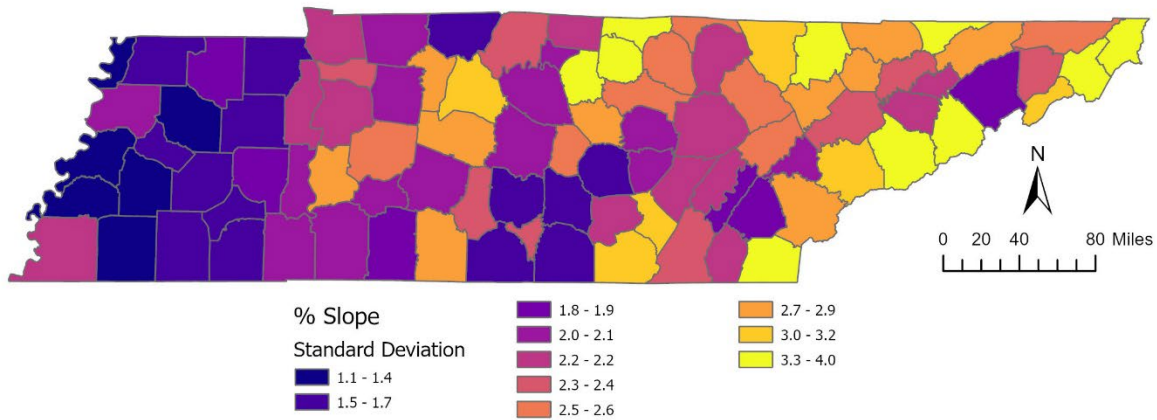 N
0 20 40 80 Miles
% Slope
Standard Deviation
1.1 - 1.4
1.5 - 1.7
1.8 - 1.9
2.0 - 2.1
2.2 - 2.2
2.3 - 2.4
2.5 - 2.6
2.7 - 2.9
3.0 - 3.2
3.3 - 4.0